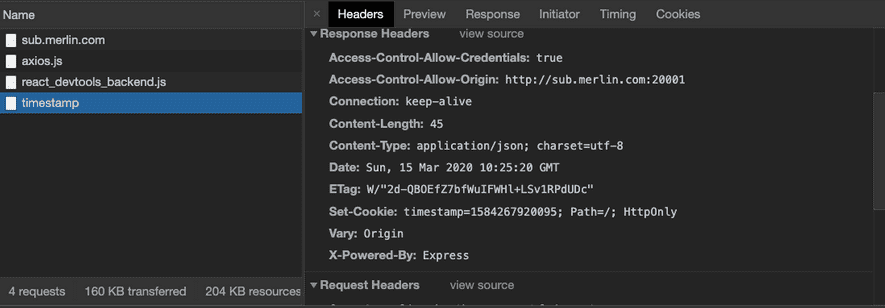 Name
× Headers Preview Response Initiator Timing Cookies
▼ Response Headers view source
sub.merlin.com
axios.js
react_devtools_backend.js
timestamp
Access-Control-Allow-Credentials: true
Access-Control-Allow-Origin: http://sub.merlin.com:20001
Connection: keep-alive
Content-Length: 45
Content-Type: application/json; charset=utf-8
Date: Sun, 15 Mar 2020 10:25:20 GMT
ETag: W/"2d-QBOEfZ7bfWuIFWHl+LSv1RPdUDc"
Set-Cookie: timestamp=1584267920095; Path=/; HttpOnly
Vary: Origin
X-Powered-By: Express
4 requests 160 KB transferred 204 KB resources
▼ Request Headers view source